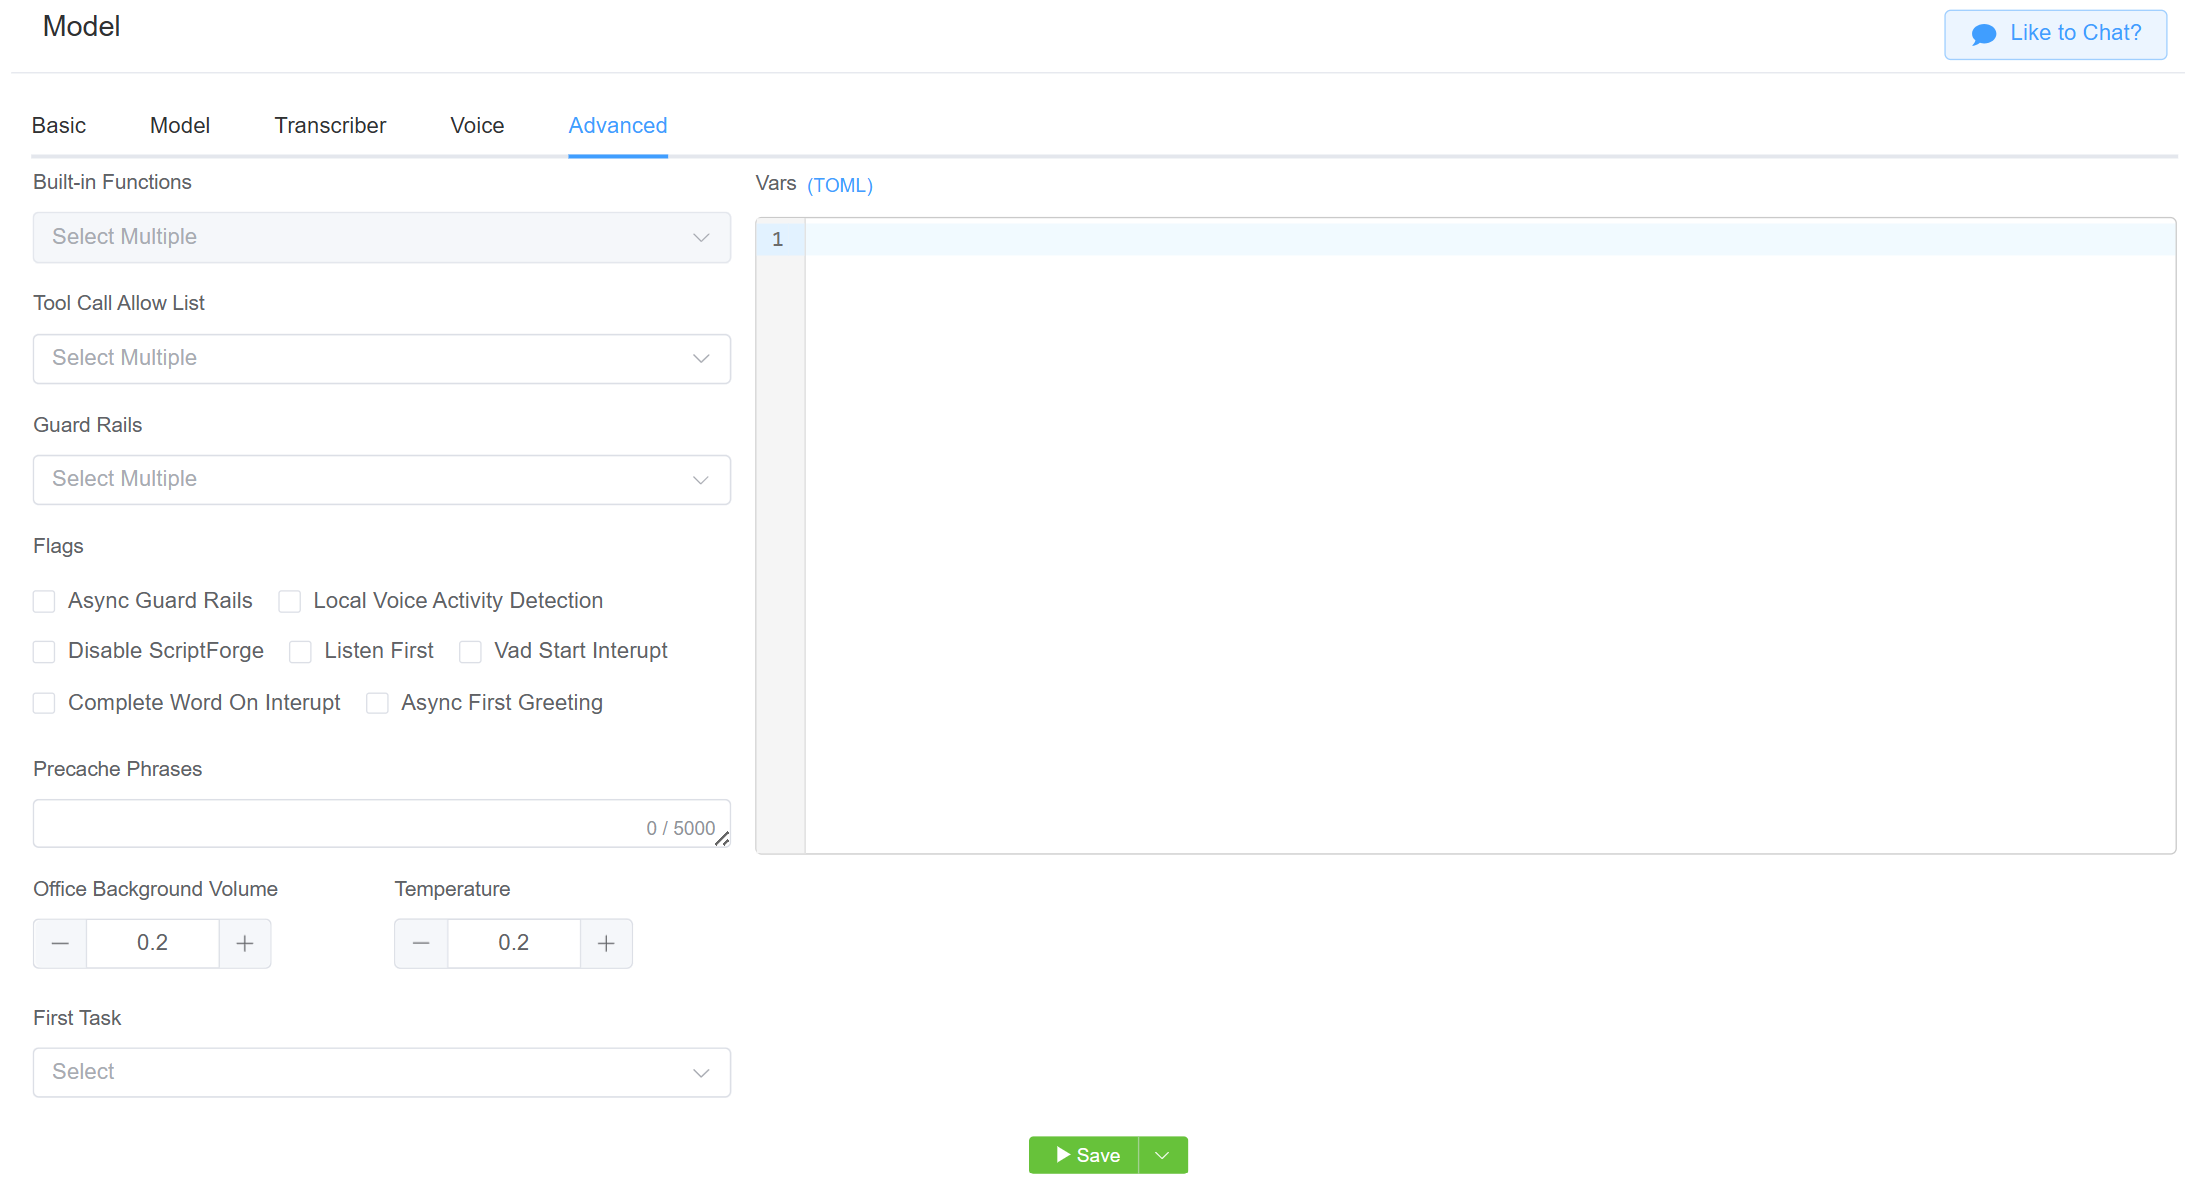 Model
Like to Chat?
Basic Model Transcriber Voice Advanced
Built-in Functions
Select Multiple
Tool Call Allow List
Select Multiple
Guard Rails
Select Multiple
Flags
Async Guard Rails Local Voice Activity Detection
Disable ScriptForge Listen First Vad Start Interupt
Complete Word On Interupt Async First Greeting
Precache Phrases
0 / 5000
Office Background Volume Temperature
0.2 0.2
First Task
Select
Vars (TOML)
1
Save